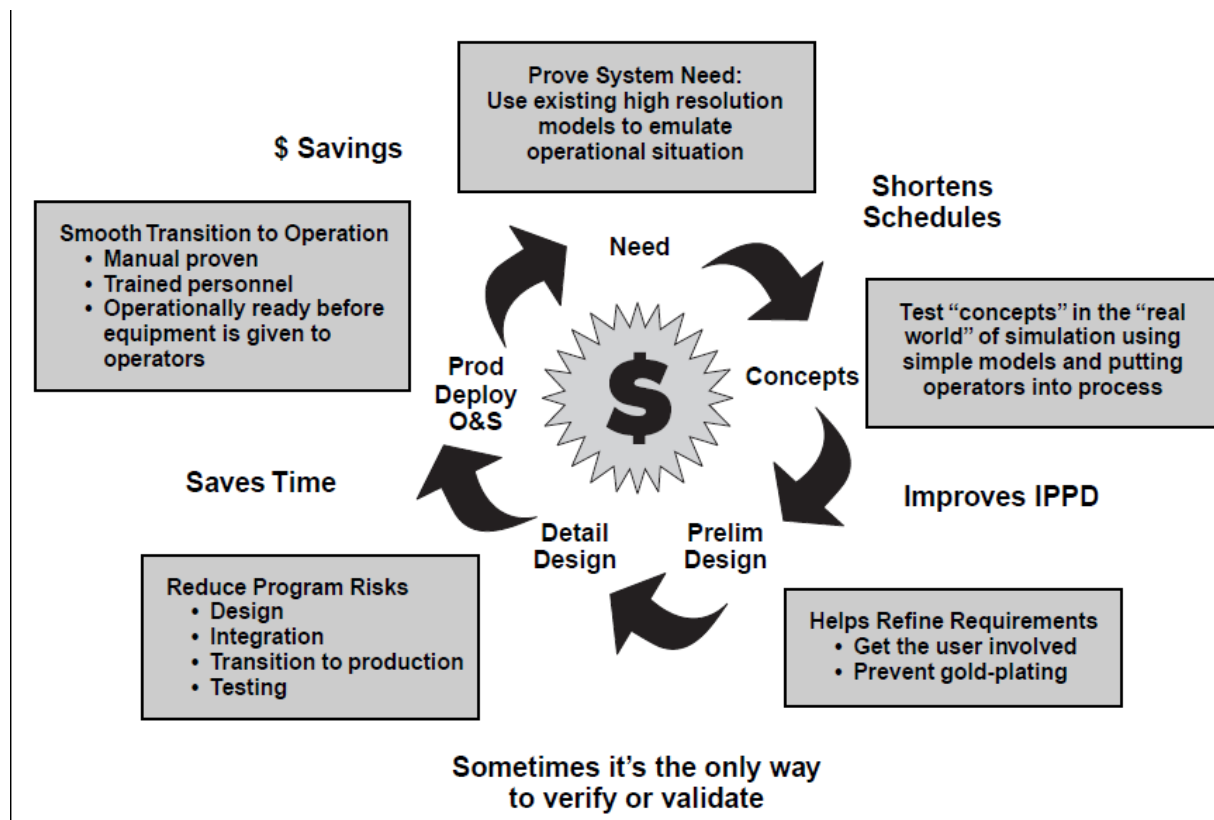 Prove System Need:
Use existing high resolution
models to emulate
operational situation
$ Savings
Shortens
Schedules
Smooth Transition to Operation
• Manual proven
• Trained personnel
• Operationally ready before
equipment is given to
operators
Need
Test “concepts” in the “real
world” of simulation using
simple models and putting
operators into process
Prod
Deploy
O&S
$
Concepts
Saves Time
Improves IPPD
Detail
Design
Prelim
Design
Reduce Program Risks
• Design
• Integration
• Transition to production
• Testing
Helps Refine Requirements
• Get the user involved
• Prevent gold-plating
Sometimes it’s the only way
to verify or validate